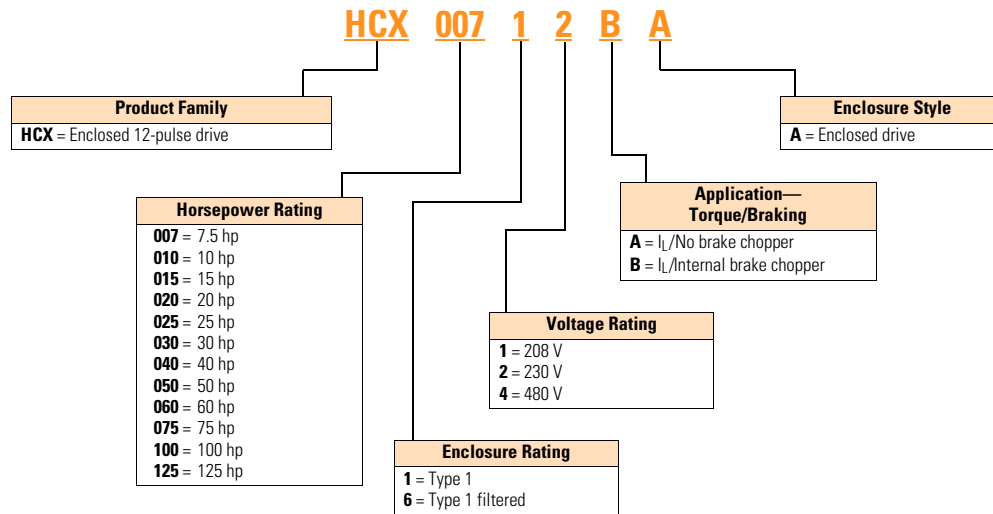 HCX 007 1 2 B A
Product Family
HCX = Enclosed 12-pulse drive
Enclosure Style
A = Enclosed drive
Application—
Torque/Braking
A = IL/No brake chopper
B = IL/Internal brake chopper
Horsepower Rating
007 = 7.5 hp
010 = 10 hp
015 = 15 hp
020 = 20 hp
025 = 25 hp
030 = 30 hp
040 = 40 hp
050 = 50 hp
060 = 60 hp
075 = 75 hp
100 = 100 hp
125 = 125 hp
Voltage Rating
1 = 208 V
2 = 230 V
4 = 480 V
Enclosure Rating
1 = Type 1
6 = Type 1 filtered